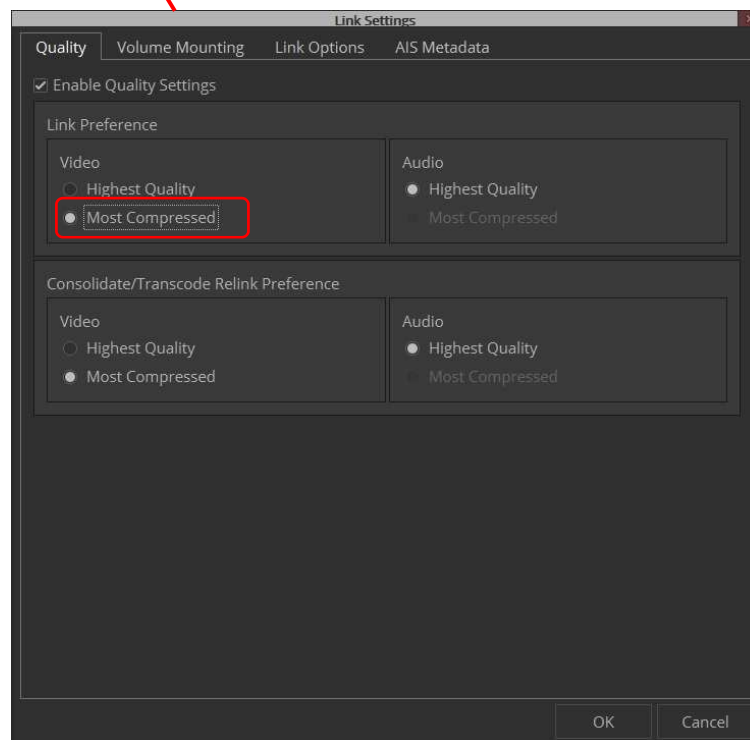 Link Settings
Quality Volume Mounting Link Options AIS Metadata
Enable Quality Settings
Link Preference
Video Audio
Highest Quality Highest Quality
Most Compressed Most Compressed
Consolidate/Transcode Relink Preference
Video Audio
Highest Quality Highest Quality
Most Compressed Most Compressed
OK Cancel